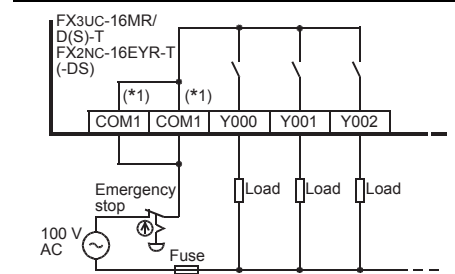 FX3UC-16MR/
D(S)-T
FX2NC-16EYR-T
(-DS)
(*1) (*1)
COM1 COM1 Y000 Y001 Y002
Emergency
stop
Load Load Load
100 V
AC
Fuse